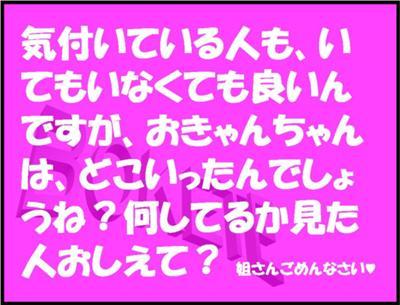 気付いている人も、い
てもいなくても良いん
ですが、おきゃんちゃん
は、どこいったんでしょ
うね？何してるか見た
人おしえて？ 姐さんごめんなさい♥